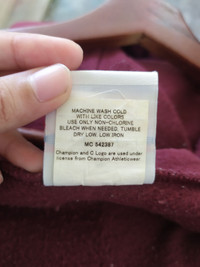 MACHINE WASH COLD
WITH LIKE COLORS
USE ONLY NON-CHLORINE
BLEACH WHEN NEEDED. TUMBLE
DRY LOW. LOW IRON
MC 542387
Champion and C Logo are used under
license from Champion Athleticwear